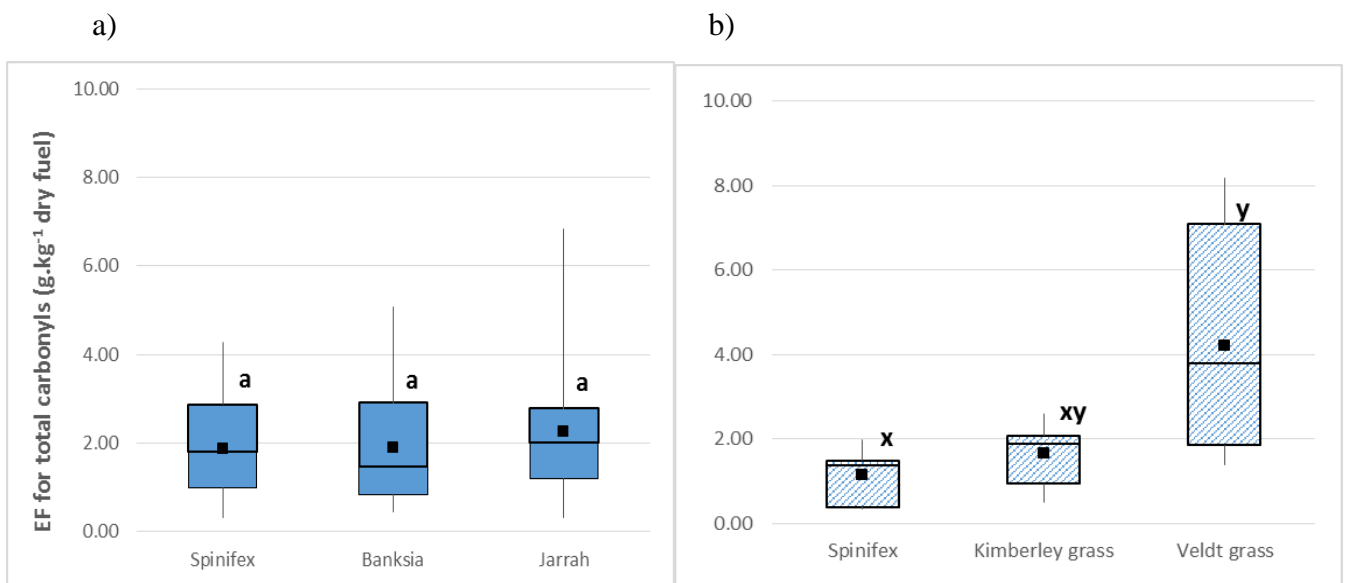 a)
b)
EF for total carbonyls (g.kg⁻¹ dry fuel)
10.00
8.00
6.00
4.00
2.00
0.00
a
a
a
Spinifex
Banksia
Jarrah
10.00
8.00
6.00
4.00
2.00
0.00
x
xy
y
Spinifex
Kimberley grass
Veldt grass